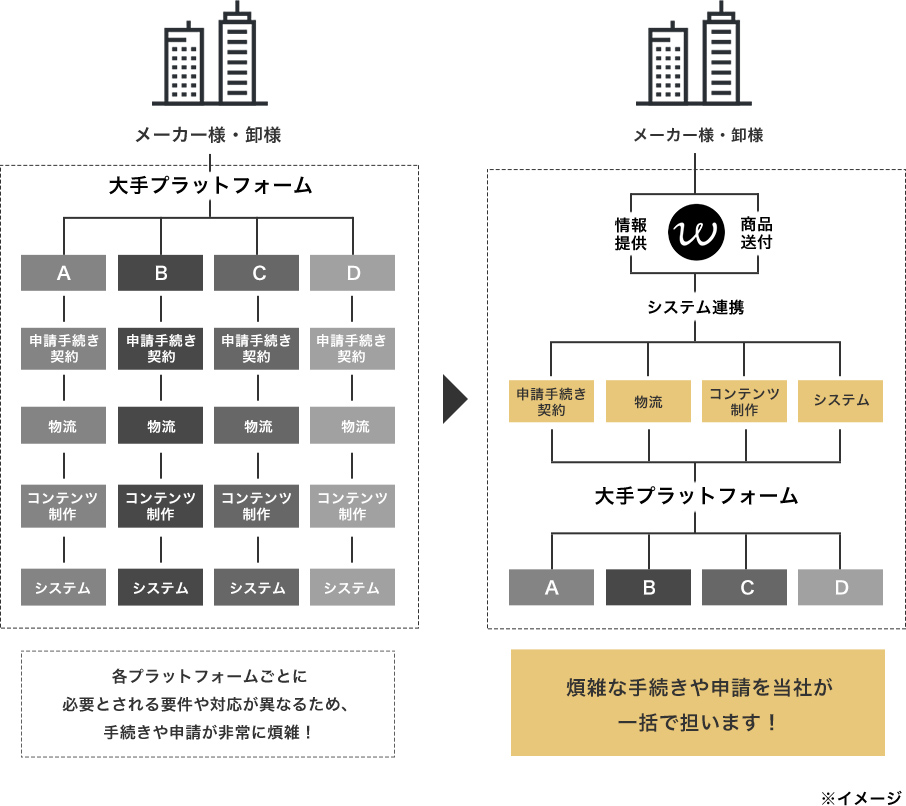 メーカー様・卸様
大手プラットフォーム
A
B
C
D
申請手続き
契約
申請手続き
契約
申請手続き
契約
申請手続き
契約
物流
物流
物流
物流
コンテンツ
制作
コンテンツ
制作
コンテンツ
制作
コンテンツ
制作
システム
システム
システム
システム
各プラットフォームごとに
必要とされる要件や対応が異なるため、
手続きや申請が非常に煩雑！
メーカー様・卸様
情報
提供
w
商品
送付
システム連携
申請手続き
契約
物流
コンテンツ
制作
システム
大手プラットフォーム
A
B
C
D
煩雑な手続きや申請を当社が
一括で担います！
※イメージ